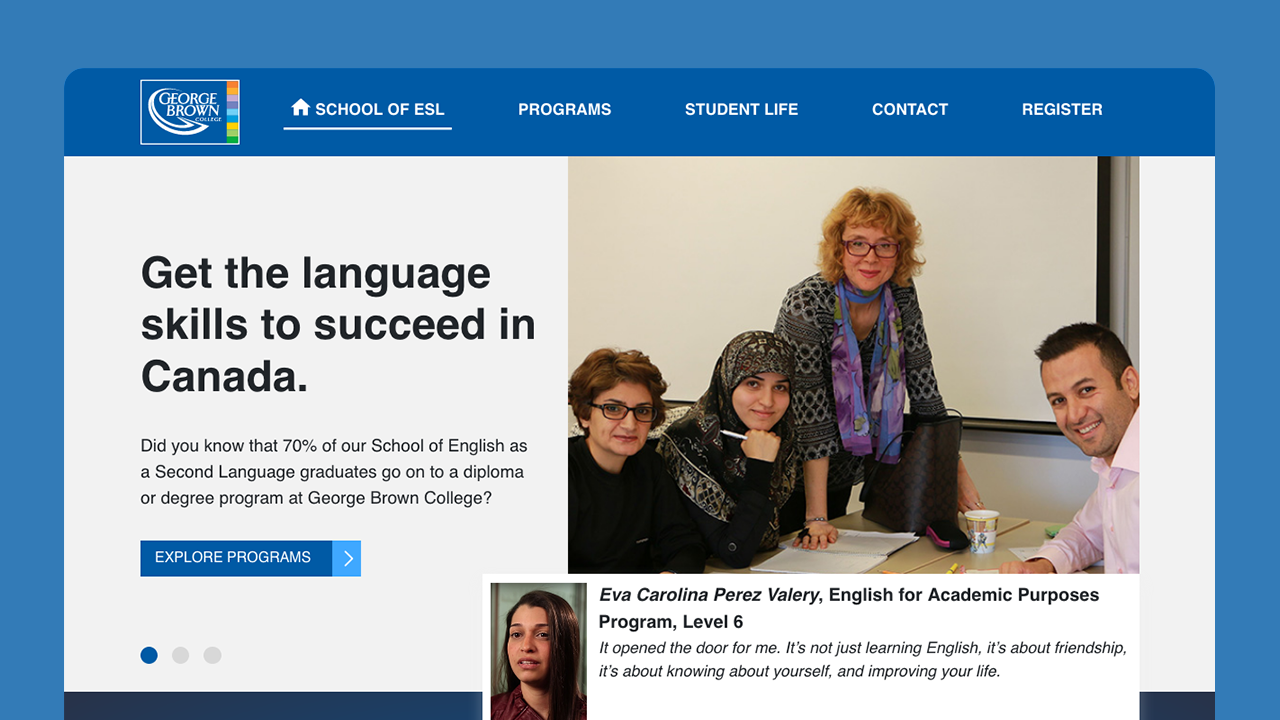 GEORGE
BROWN
COLLEGE
SCHOOL OF ESL
PROGRAMS
STUDENT LIFE
CONTACT
REGISTER
Get the language
skills to succeed in
Canada.
Did you know that 70% of our School of English as
a Second Language graduates go on to a diploma
or degree program at George Brown College?
EXPLORE PROGRAMS
Eva Carolina Perez Valery, English for Academic Purposes
Program, Level 6
It opened the door for me. It’s not just learning English, it’s about friendship,
it’s about knowing about yourself, and improving your life.